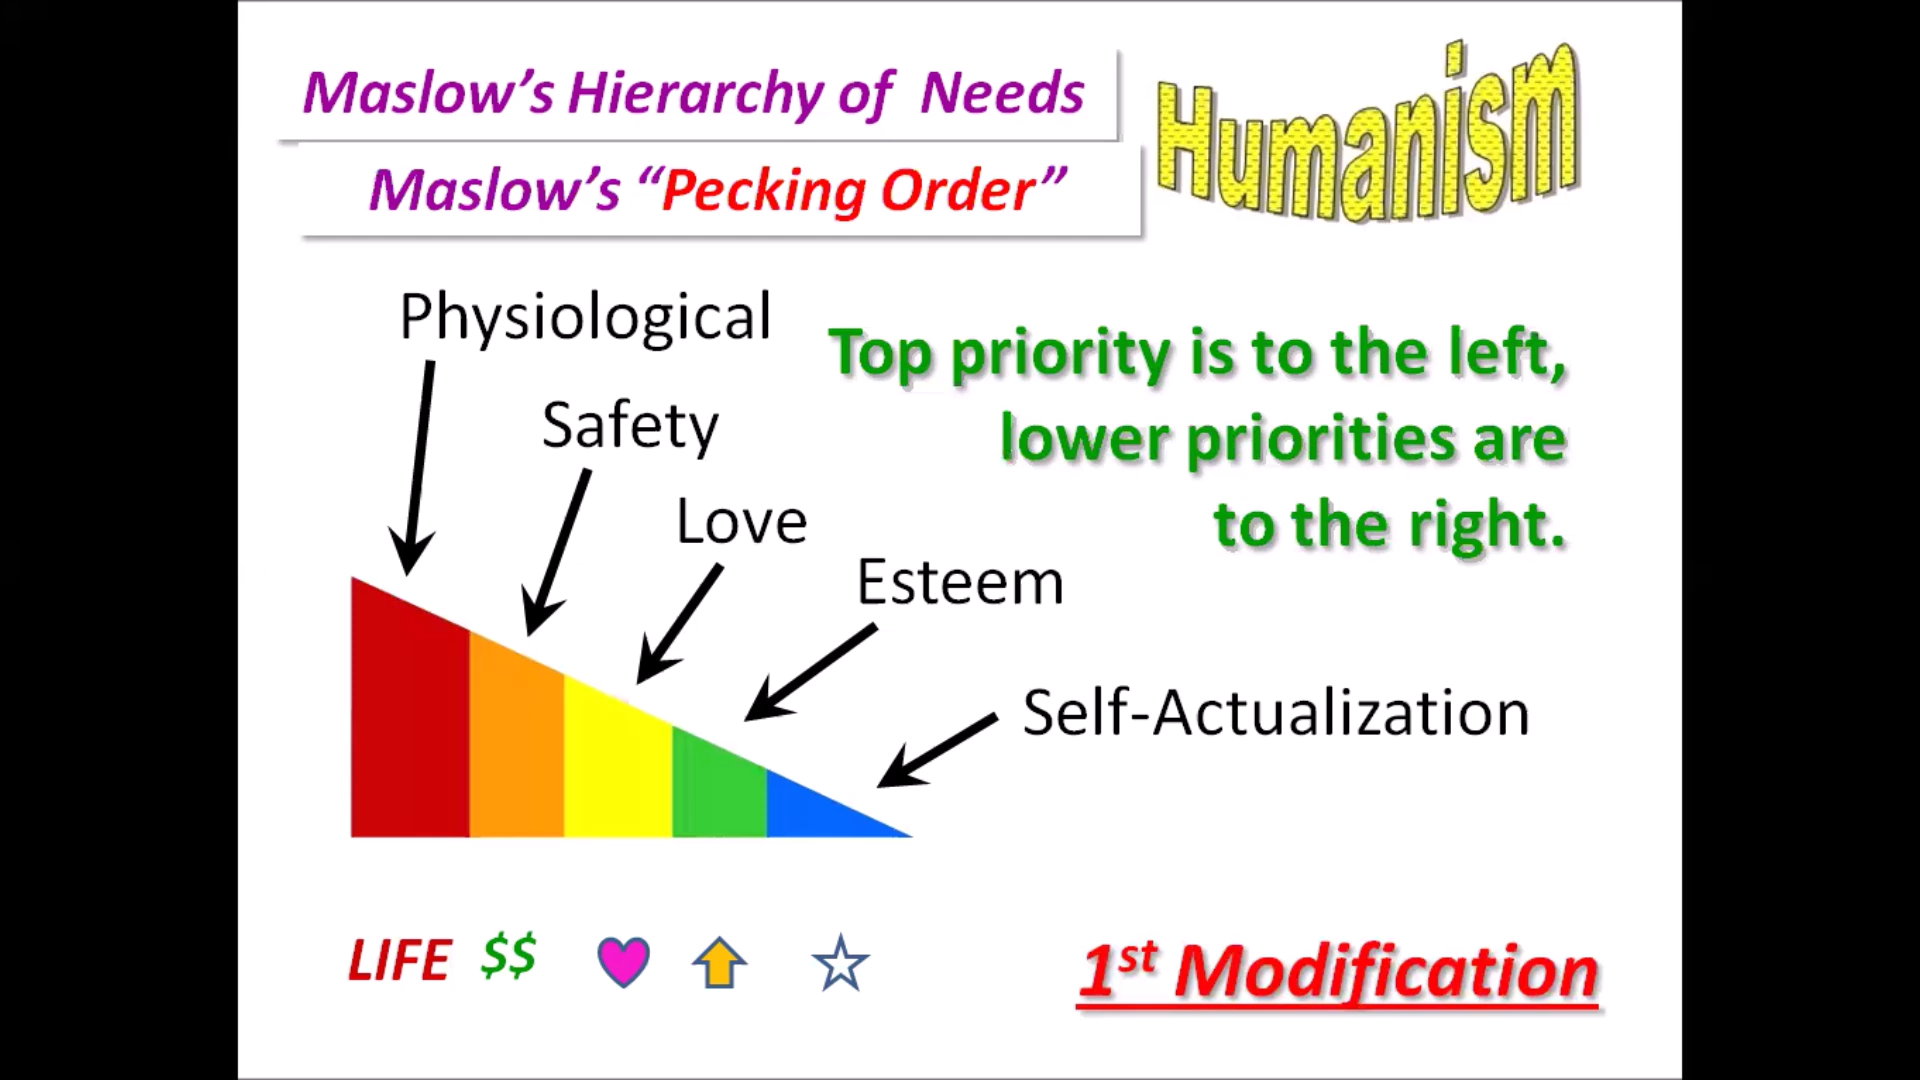 Maslow’s Hierarchy of Needs
Humanism
Maslow’s “Pecking Order”
Physiological
Top priority is to the left,
lower priorities are
to the right.
Safety
Love
Esteem
Self-Actualization
LIFE $$
1st Modification